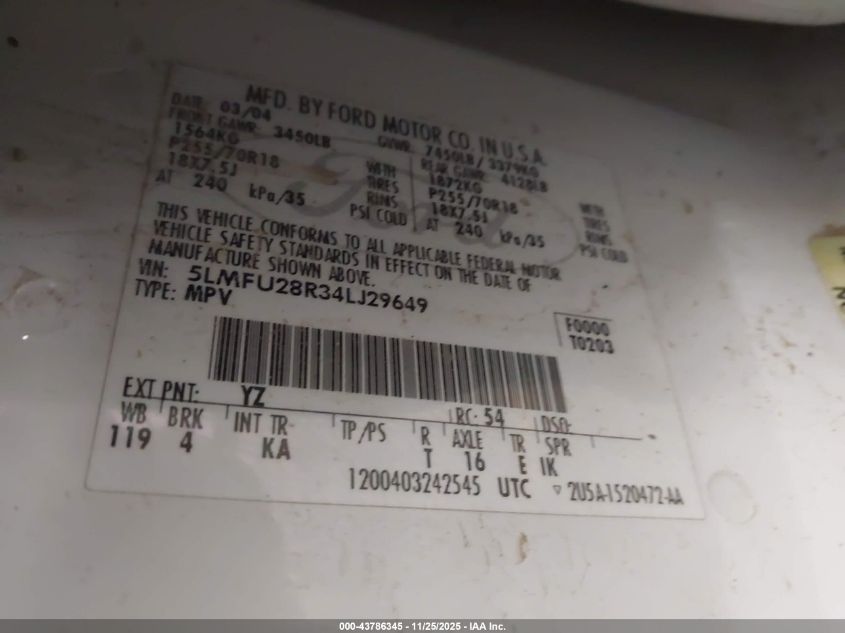 MFD. BY FORD MOTOR CO. IN U.S.A.
DATE: 03/04 GVWR: 7450LB / 3379KG
FRONT GAWR: 3450LB REAR GAWR: 4128LB
1564KG WITH 1872KG WITH
P255/70R18 TIRES P255/70R18 TIRES
18X7.5J RIMS 18X7.5J RIMS
AT 240 kPa/35 PSI COLD AT 240 kPa/35 PSI COLD
Ford
THIS VEHICLE CONFORMS TO ALL APPLICABLE FEDERAL MOTOR
VEHICLE SAFETY STANDARDS IN EFFECT ON THE DATE OF
MANUFACTURE SHOWN ABOVE.
VIN: 5LMFU28R34LJ29649
TYPE: MPV
F0000
T0203
EXT PNT: YZ RC: 54 DSO:
WB BRK INT TR TP/PS R AXLE TR SPR
119 4 KA T 16 E IK
1200403242545 UTC ▽ 2U5A-1520472-AA
000-43786345 - 11/25/2025 - IAA Inc.